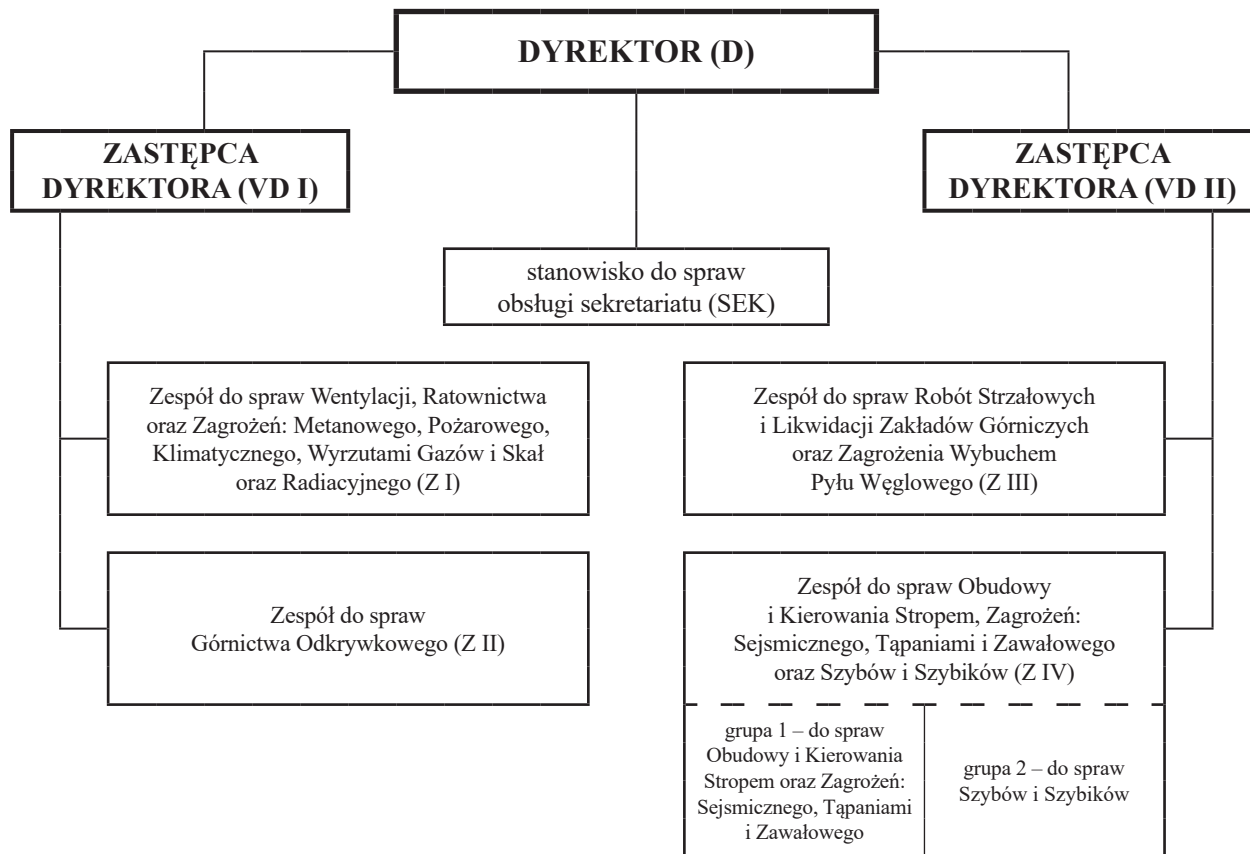 DYREKTOR (D)
ZASTĘPCA
DYREKTORA (VD I)
ZASTĘPCA
DYREKTORA (VD II)
stanowisko do spraw
obsługi sekretariatu (SEK)
Zespół do spraw Wentylacji, Ratownictwa
oraz Zagrożeń: Metanowego, Pożarowego,
Klimatycznego, Wyrzutami Gazów i Skał
oraz Radiacyjnego (Z I)
Zespół do spraw Robót Strzałowych
i Likwidacji Zakładów Górniczych
oraz Zagrożenia Wybuchem
Pyłu Węglowego (Z III)
Zespół do spraw
Górnictwa Odkrywkowego (Z II)
Zespół do spraw Obudowy
i Kierowania Stropem, Zagrożeń:
Sejsmicznego, Tąpaniami i Zawałowego
oraz Szybów i Szybików (Z IV)
grupa 1 – do spraw
Obudowy i Kierowania
Stropem oraz Zagrożeń:
Sejsmicznego, Tąpaniami
i Zawałowego
grupa 2 – do spraw
Szybów i Szybików